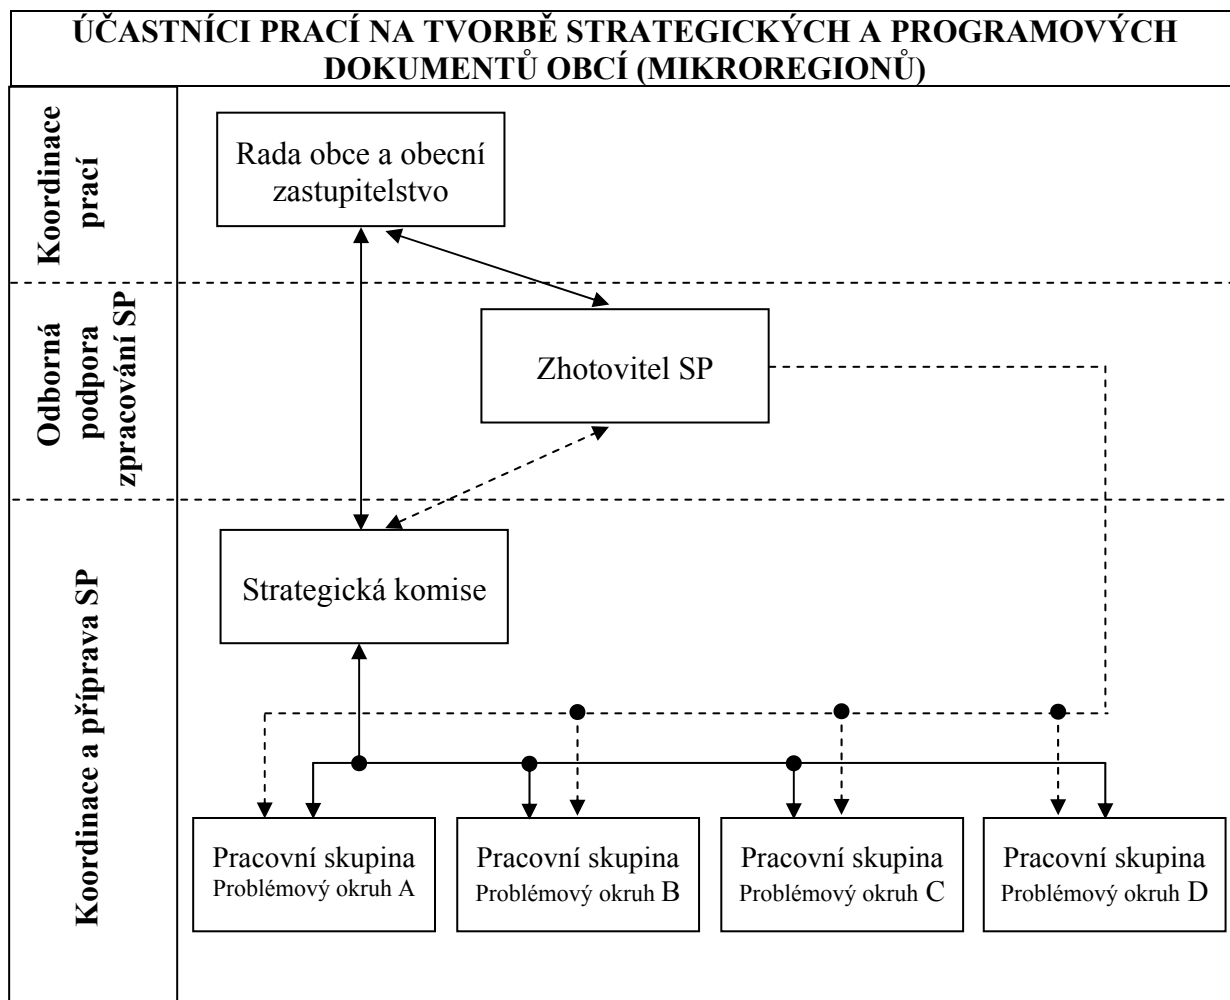 ÚČASTNÍCI PRACÍ NA TVORBĚ STRATEGICKÝCH A PROGRAMOVÝCH
DOKUMENTŮ OBCÍ (MIKROREGIONŮ)
Koordinace
prací
Rada obce a obecní
zastupitelstvo
Odborná
podpora
zpracování SP
Zhotovitel SP
Koordinace a příprava SP
Strategická komise
Pracovní skupina
Problémový okruh A
Pracovní skupina
Problémový okruh B
Pracovní skupina
Problémový okruh C
Pracovní skupina
Problémový okruh D